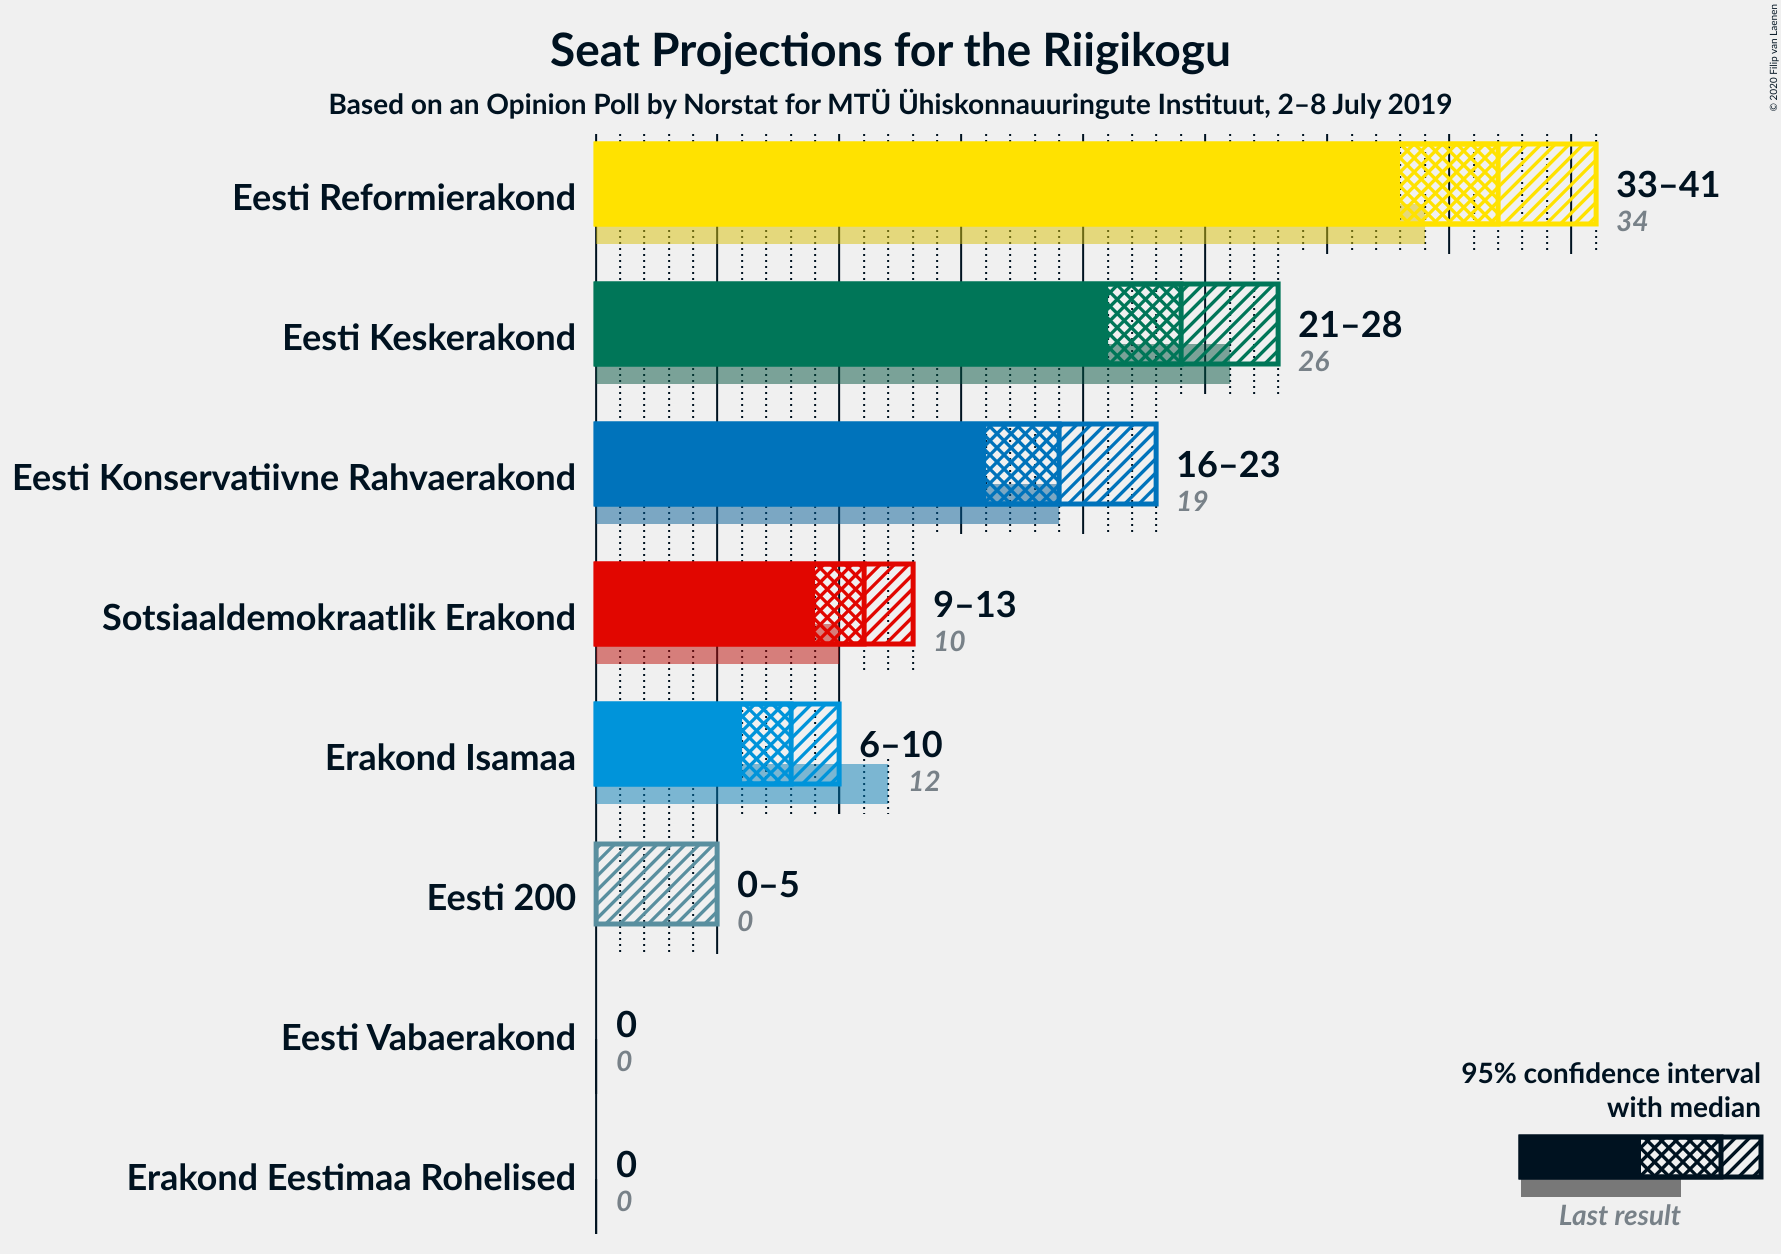 Seat Projections for the Riigikogu
Based on an Opinion Poll by Norstat for MTÜ Ühiskonnauuringute Instituut, 2–8 July 2019
© 2020 Filip van Laenen
Eesti Reformierakond
33–41
34
Eesti Keskerakond
21–28
26
Eesti Konservatiivne Rahvaerakond
16–23
19
Sotsiaaldemokraatlik Erakond
9–13
10
Erakond Isamaa
6–10
12
Eesti 200
0–5
0
Eesti Vabaerakond
0
0
Erakond Eestimaa Rohelised
0
0
95% confidence interval
with median
Last result